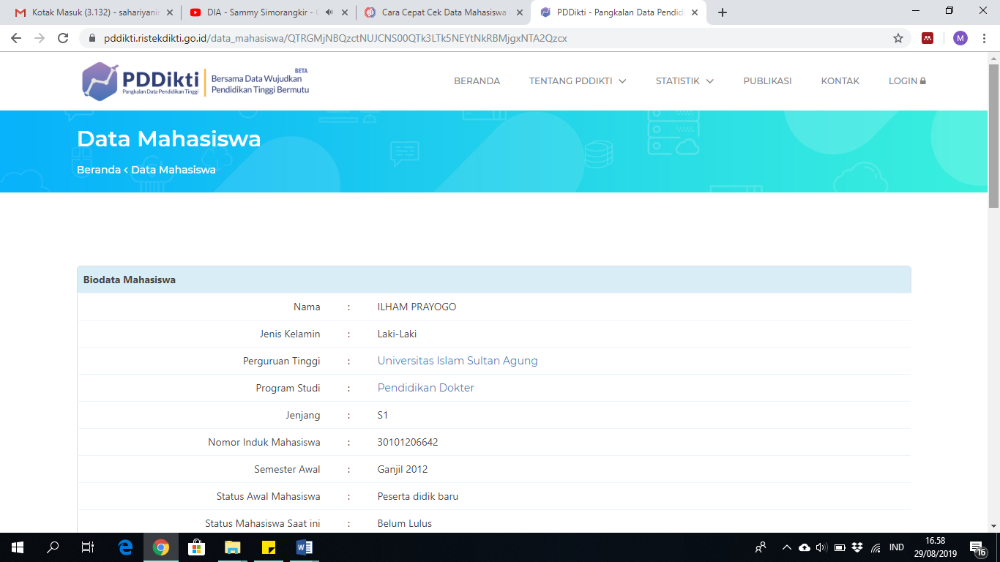 Kotak Masuk (3.132) - sahariyanin
DIA - Sammy Simorangkir -
Cara Cepat Cek Data Mahasiswa
PDDikti - Pangkalan Data Pendid
pddikti.ristekdikti.go.id/data_mahasiswa/QTRGMjNBQzctNUJCNS00QTk3LTk5NEYtNkRBMjgxNTA2Qzcx
M
PDDikti
Pangkalan Data Pendidikan Tinggi
BETA
Bersama Data Wujudkan
Pendidikan Tinggi Bermutu
BERANDA TENTANG PDDIKTI STATISTIK PUBLIKASI KONTAK LOGIN
Data Mahasiswa
Beranda < Data Mahasiswa
Biodata Mahasiswa
Nama : ILHAM PRAYOGO
Jenis Kelamin : Laki-Laki
Perguruan Tinggi : Universitas Islam Sultan Agung
Program Studi : Pendidikan Dokter
Jenjang : S1
Nomor Induk Mahasiswa : 30101206642
Semester Awal : Ganjil 2012
Status Awal Mahasiswa : Peserta didik baru
Status Mahasiswa Saat ini : Belum Lulus
IND
16.58
29/08/2019
16